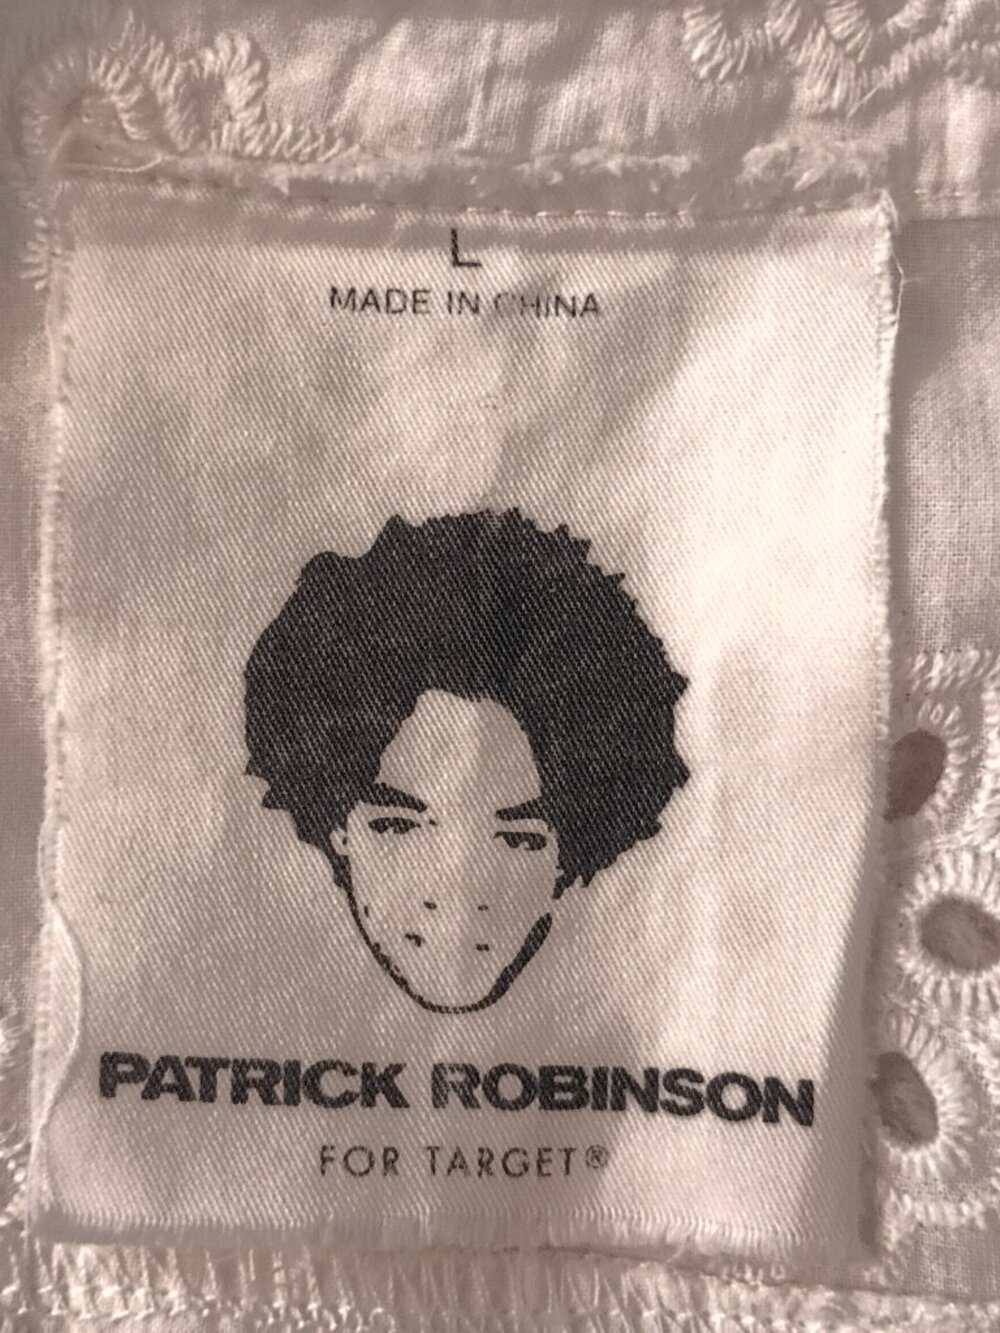 L
MADE IN CHINA
PATRICK ROBINSON
FOR TARGET®